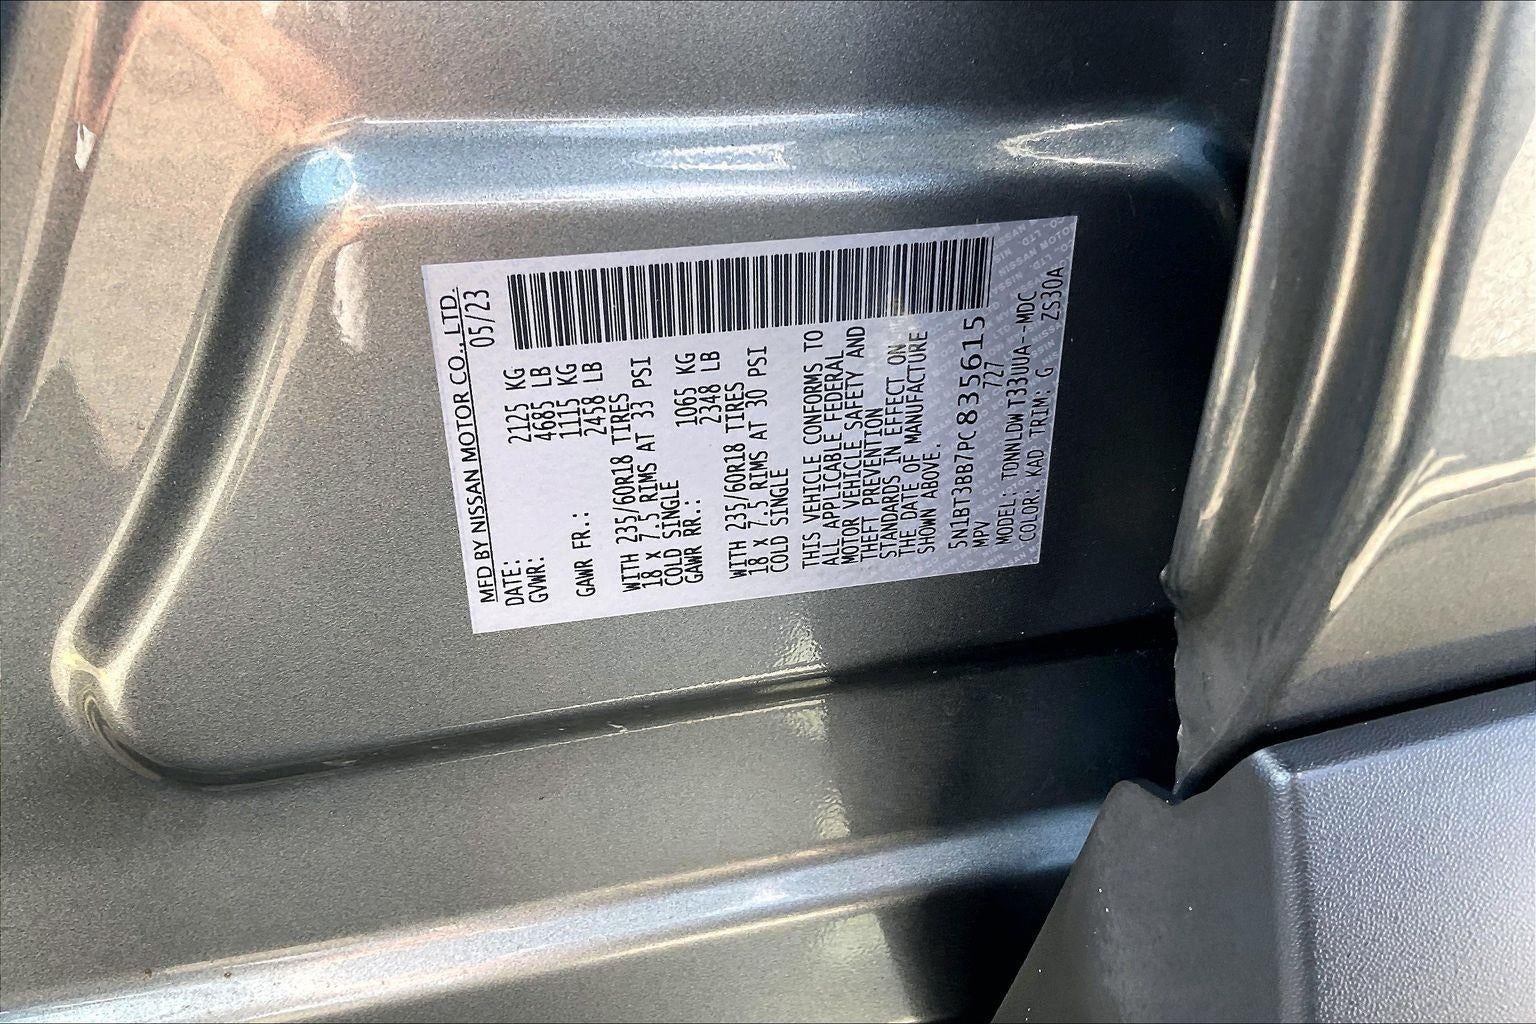 MFD BY NISSAN MOTOR CO., LTD.
DATE: 05/23
GVWR: 2125 KG
4685 LB
GAWR FR.: 1115 KG
2458 LB
WITH 235/60R18 TIRES
18 x 7.5 RIMS AT 33 PSI
COLD SINGLE
GAWR RR.: 1065 KG
2348 LB
WITH 235/60R18 TIRES
18 x 7.5 RIMS AT 30 PSI
COLD SINGLE
THIS VEHICLE CONFORMS TO
ALL APPLICABLE FEDERAL
MOTOR VEHICLE SAFETY AND
THEFT PREVENTION
STANDARDS IN EFFECT ON
THE DATE OF MANUFACTURE
SHOWN ABOVE.
5N1BT3BB7PC835615
MPV 727
MODEL: TDNNLDWT33UUA--MDC
COLOR: KAD TRIM: G ZS30A